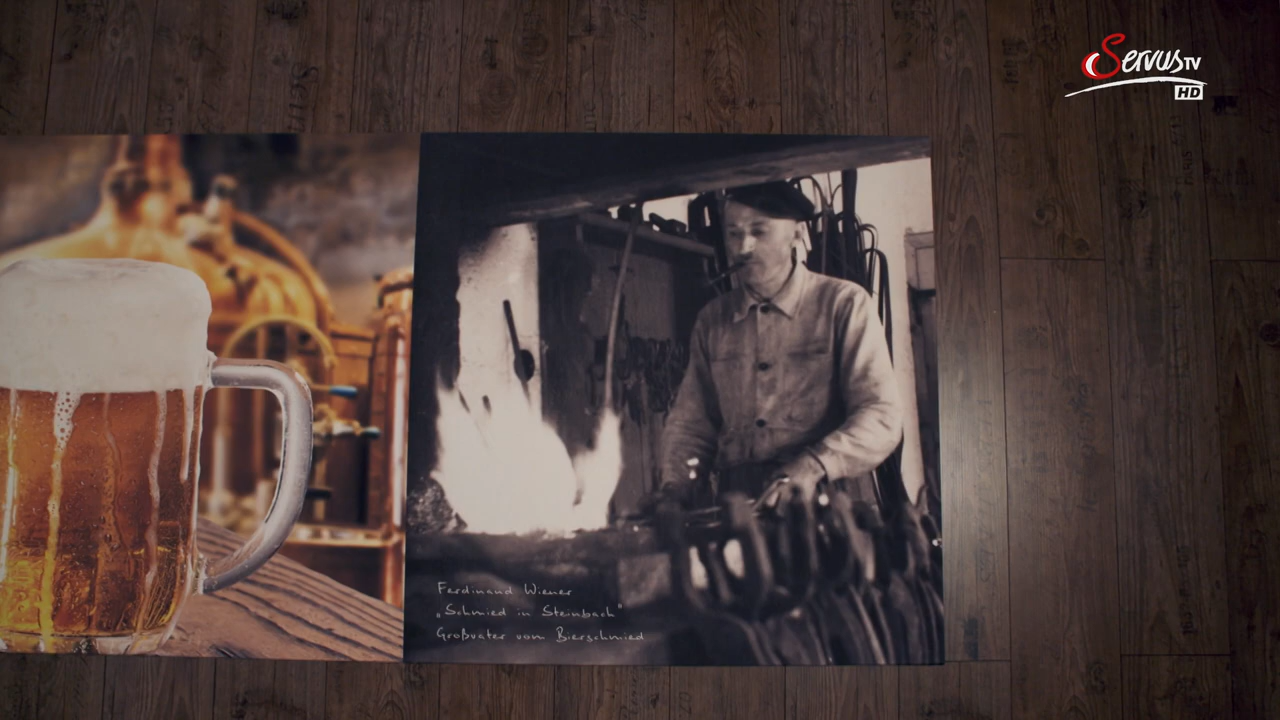 Servus TV
HD
Ferdinand Wiener
„Schmied in Steinbach"
Großvater vom Bierschmied